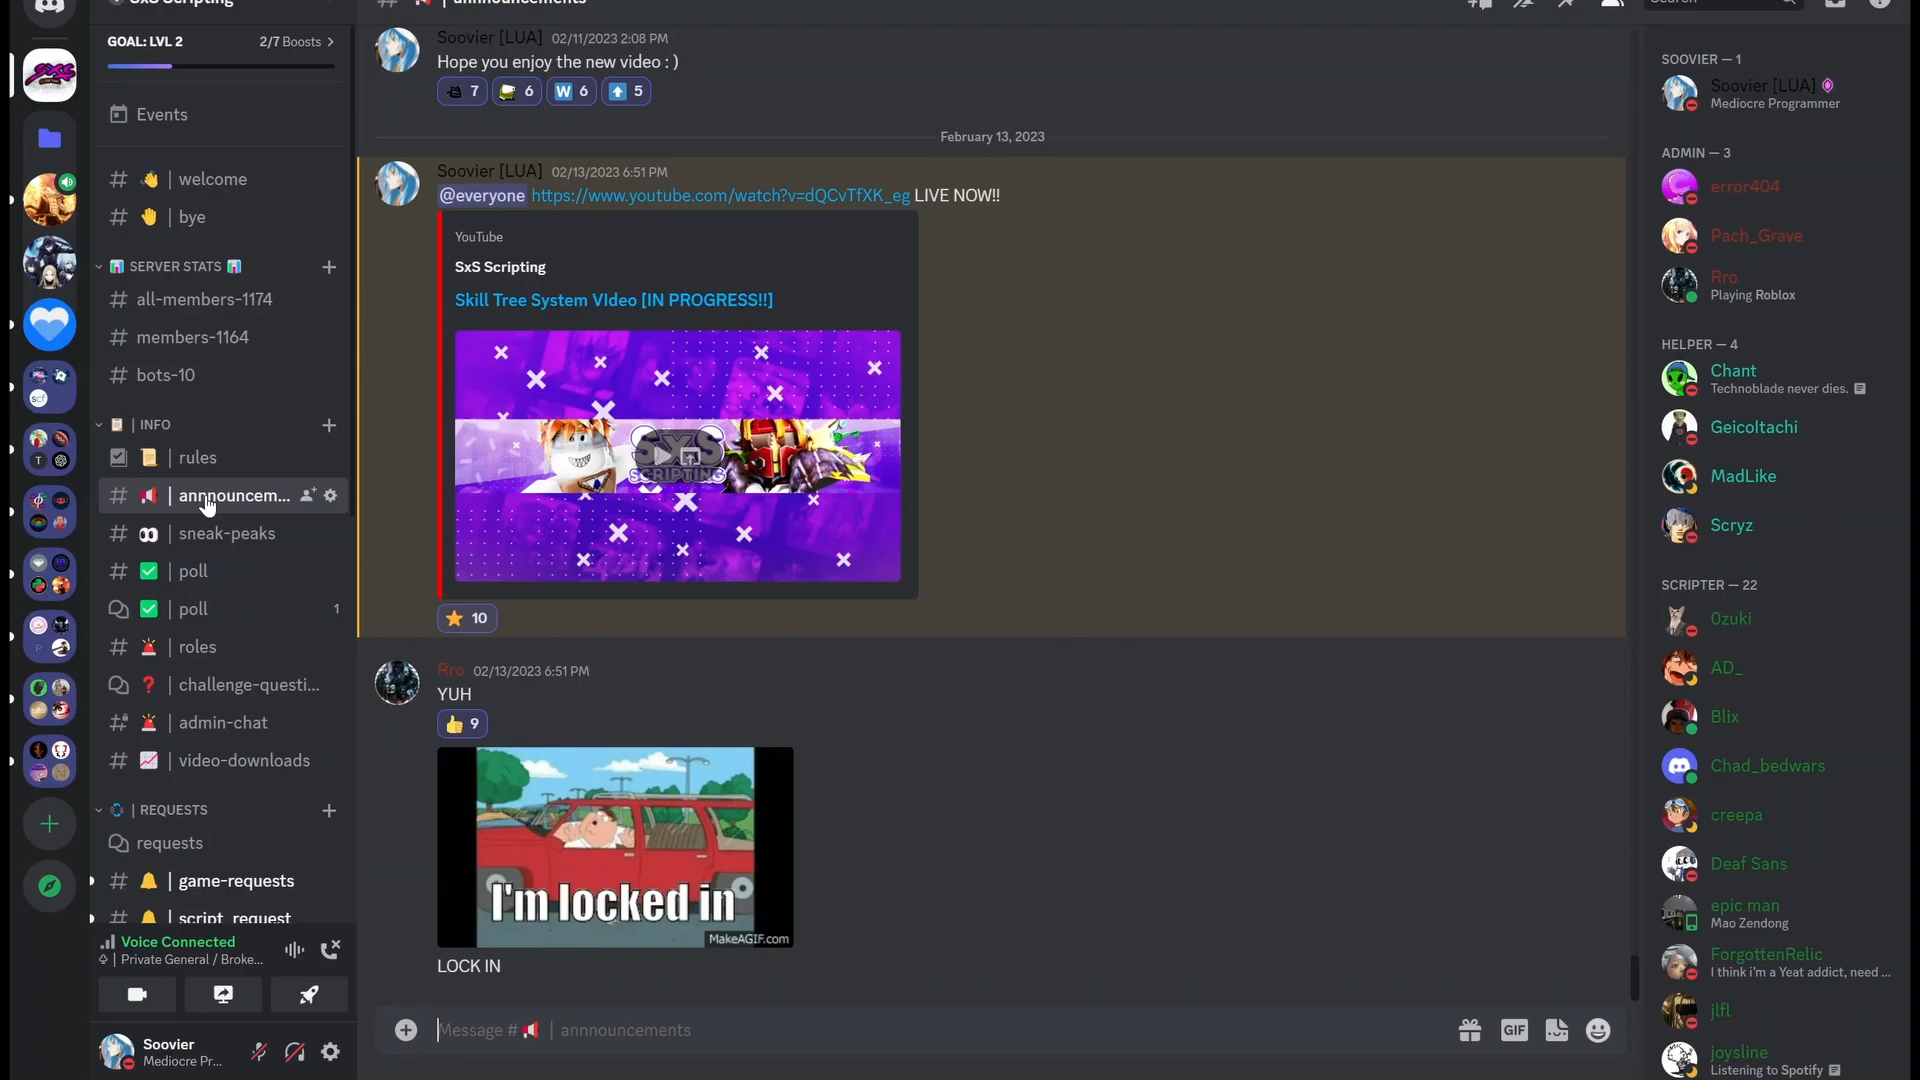 SxS Scripting
annnouncements
Search
GOAL: LVL 2
2/7 Boosts
Events
welcome
bye
SERVER STATS
all-members-1174
members-1164
bots-10
| INFO
| rules
| annnouncem...
| sneak-peaks
| poll
| poll
1
| roles
| challenge-questi...
| admin-chat
| video-downloads
| REQUESTS
requests
| game-requests
| script_request
Voice Connected
| Private General / Broke...
Soovier
Mediocre Pr...
SXS
scf
T
Soovier [LUA] 02/11/2023 2:08 PM
Hope you enjoy the new video : )
7
6
W 6
5
February 13, 2023
Soovier [LUA] 02/13/2023 6:51 PM
@everyone https://www.youtube.com/watch?v=dQCvTfXK_eg LIVE NOW!!
YouTube
SxS Scripting
Skill Tree System VIdeo [IN PROGRESS!!]
SXS
SCRIPTING
10
Rro 02/13/2023 6:51 PM
YUH
9
I'm locked in
MakeAGIF.com
LOCK IN
Message # | annnouncements
GIF
SOOVIER — 1
Soovier [LUA]
Mediocre Programmer
ADMIN — 3
error404
Pach_Grave
Rro
Playing Roblox
HELPER — 4
Chant
Technoblade never dies.
GeicoItachi
MadLike
Scryz
SCRIPTER — 22
0zuki
AD_
Blix
Chad_bedwars
creepa
Deaf Sans
epic man
Mao Zendong
ForgottenRelic
I think i'm a Yeat addict, need ...
jlfl
joysline
Listening to Spotify